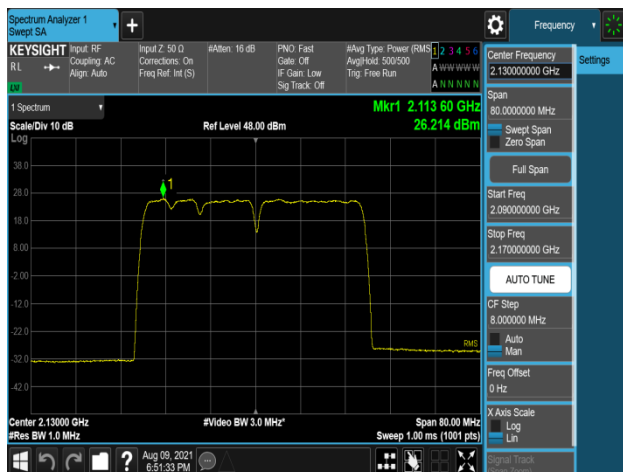 Spectrum Analyzer 1
Swept SA
Frequency
KEYSIGHT
RL
LXI
Input: RF
Coupling: AC
Align: Auto
Input Z: 50 Ω
Corrections: On
Freq Ref: Int (S)
#Atten: 16 dB
PNO: Fast
Gate: Off
IF Gain: Low
Sig Track: Off
#Avg Type: Power (RMS
Avg|Hold: 500/500
Trig: Free Run
1 2 3 4 5 6
A W W W W W
A N N N N N
1 Spectrum
Scale/Div 10 dB
Log
Ref Level 48.00 dBm
Mkr1 2.113 60 GHz
26.214 dBm
38.0
28.0
18.0
8.00
-2.00
-12.0
-22.0
-32.0
-42.0
1
RMS
Center 2.13000 GHz
#Res BW 1.0 MHz
#Video BW 3.0 MHz*
Span 80.00 MHz
Sweep 1.00 ms (1001 pts)
?
Aug 09, 2021
6:51:33 PM
Center Frequency
2.130000000 GHz
Settings
Span
80.0000000 MHz
Swept Span
Zero Span
Full Span
Start Freq
2.090000000 GHz
Stop Freq
2.170000000 GHz
AUTO TUNE
CF Step
8.000000 MHz
Auto
Man
Freq Offset
0 Hz
X Axis Scale
Log
Lin
Signal Track
(Span Zoom)